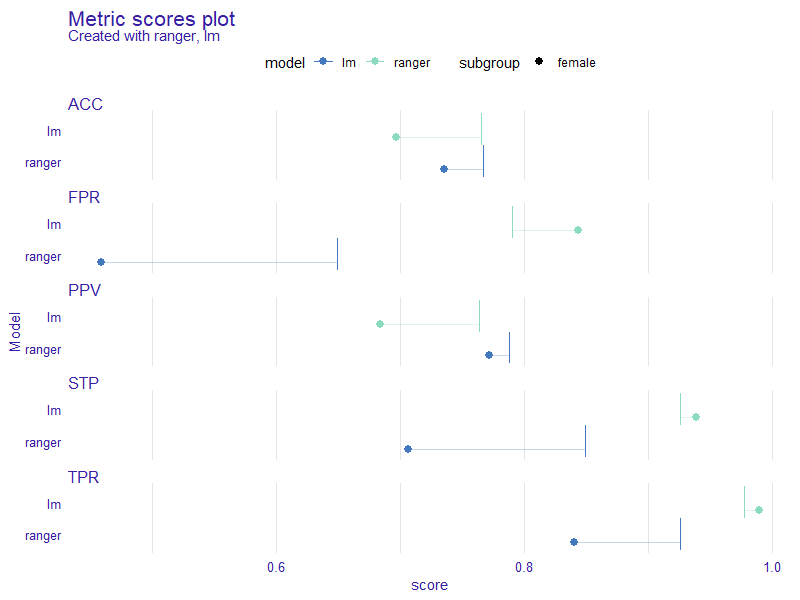 Metric scores plot
Created with ranger, lm
model lm ranger subgroup female
ACC
lm
ranger
FPR
lm
ranger
PPV
lm
ranger
STP
lm
ranger
TPR
lm
ranger
Model
0.6 0.8 1.0
score